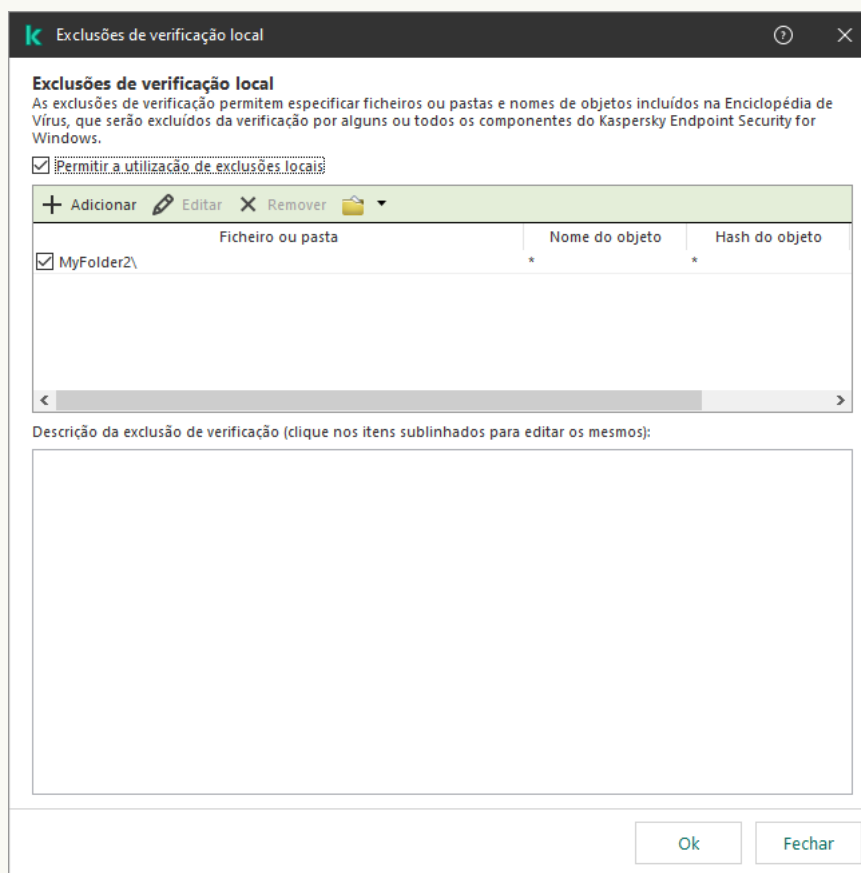 Exclusões de verificação local
Exclusões de verificação local
As exclusões de verificação permitem especificar ficheiros ou pastas e nomes de objetos incluídos na Enciclopédia de
Vírus, que serão excluídos da verificação por alguns ou todos os componentes do Kaspersky Endpoint Security for
Windows.
Permitir a utilização de exclusões locais
Adicionar Editar Remover
Ficheiro ou pasta Nome do objeto Hash do objeto
MyFolder2\ * *
Descrição da exclusão de verificação (clique nos itens sublinhados para editar os mesmos):
Ok Fechar